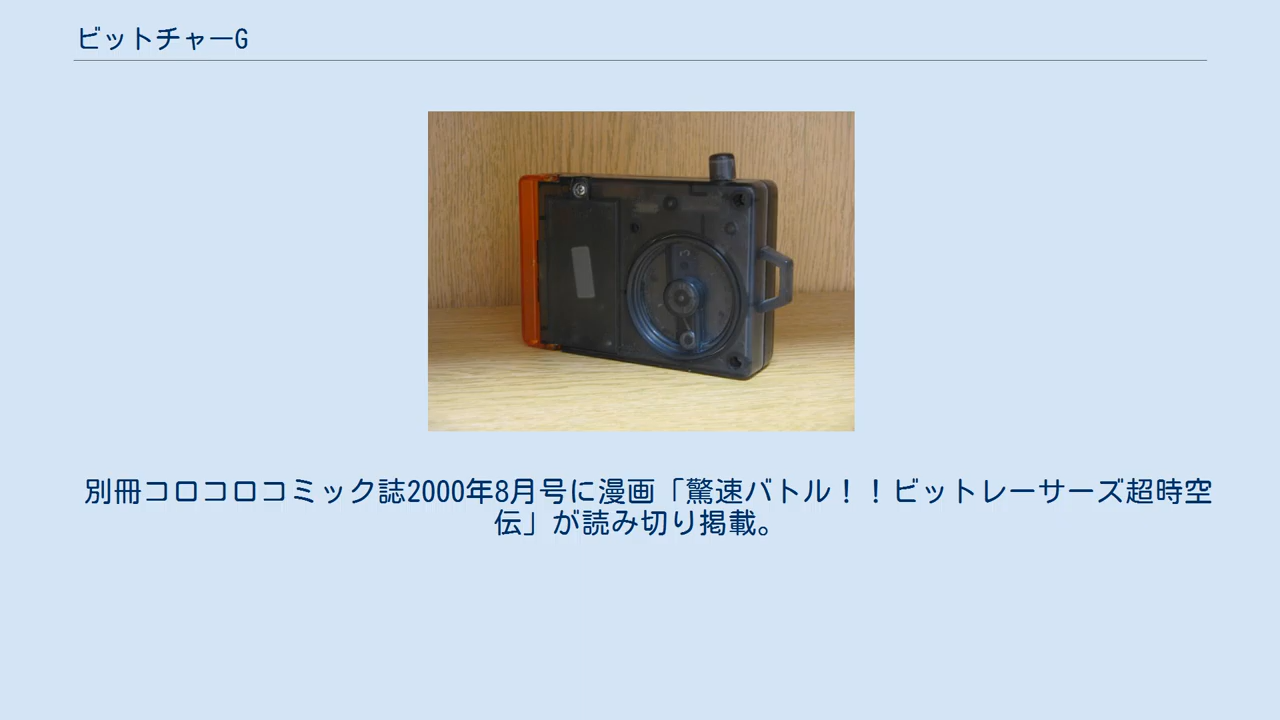 ビットチャーG
別冊コロコロコミック誌2000年8月号に漫画「驚速バトル！！ビットレーサーズ超時空
伝」が読み切り掲載。